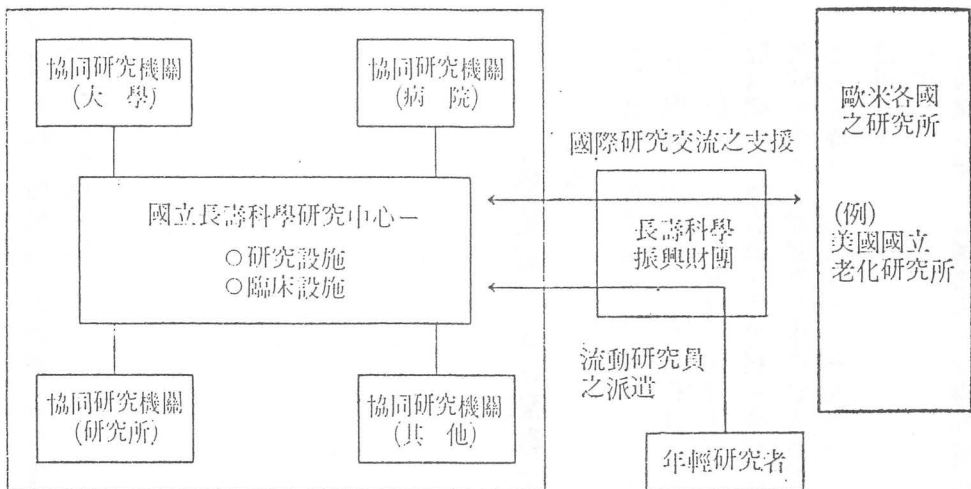 協同研究機關
(大　學)
協同研究機關
(病　院)
國立長壽科學研究中心－
○研究設施
○臨床設施
協同研究機關
(研究所)
協同研究機關
(其　他)
國際研究交流之支援
長壽科學
振興財團
流動研究員
之派遣
年輕研究者
歐米各國
之研究所
(例)
美國國立
老化研究所